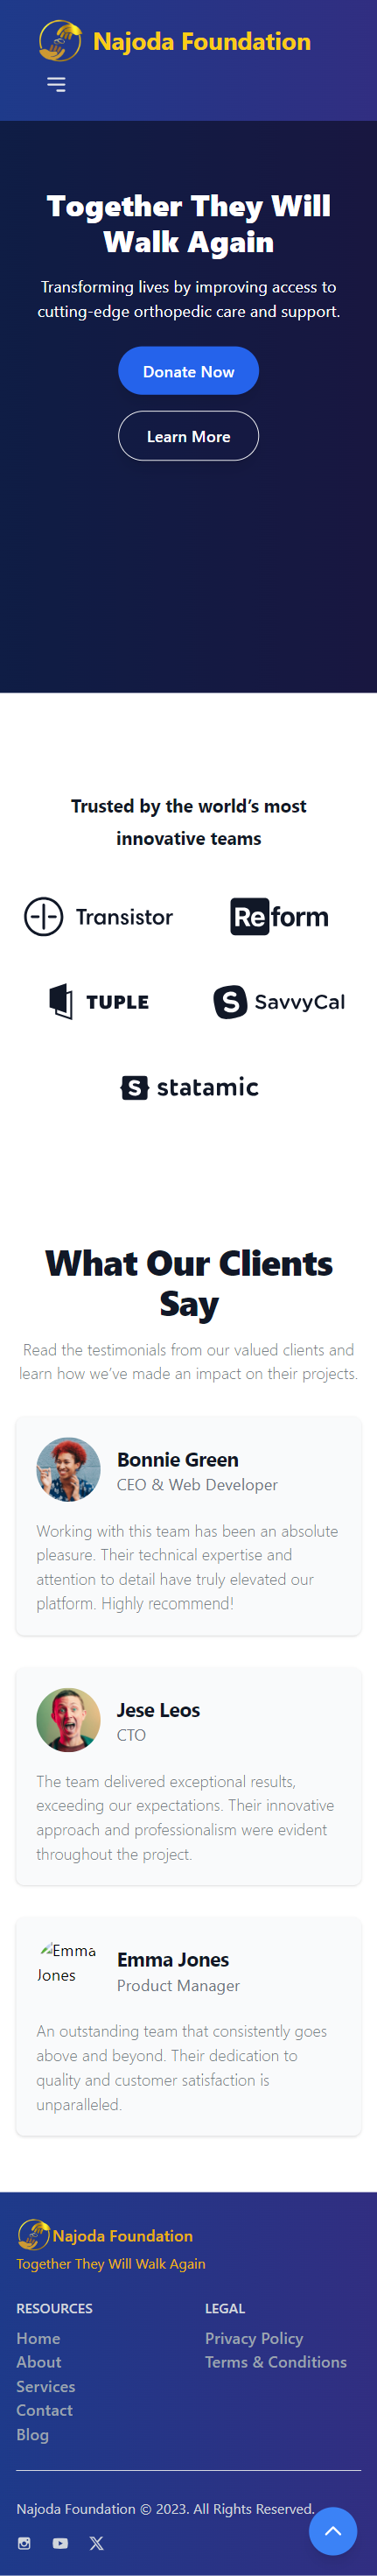 Najoda Foundation
Together They Will
Walk Again
Transforming lives by improving access to
cutting-edge orthopedic care and support.
Donate Now
Learn More
Trusted by the world’s most
innovative teams
Transistor
Reform
TUPLE
SavvyCal
statamic
What Our Clients
Say
Read the testimonials from our valued clients and
learn how we’ve made an impact on their projects.
Bonnie Green
CEO & Web Developer
Working with this team has been an absolute
pleasure. Their technical expertise and
attention to detail have truly elevated our
platform. Highly recommend!
Jese Leos
CTO
The team delivered exceptional results,
exceeding our expectations. Their innovative
approach and professionalism were evident
throughout the project.
Emma
Jones
Emma Jones
Product Manager
An outstanding team that consistently goes
above and beyond. Their dedication to
quality and customer satisfaction is
unparalleled.
Najoda Foundation
Together They Will Walk Again
RESOURCES
Home
About
Services
Contact
Blog
LEGAL
Privacy Policy
Terms & Conditions
Najoda Foundation © 2023. All Rights Reserved.